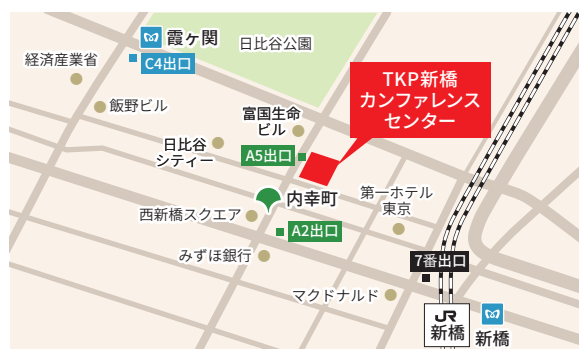 霞ヶ関
日比谷公園
経済産業省
C4出口
TKP新橋
カンファレンス
センター
飯野ビル
富国生命
ビル
日比谷
シティー
A5出口
内幸町
第一ホテル
東京
西新橋スクエア
A2出口
みずほ銀行
7番出口
マクドナルド
JR
新橋
新橋